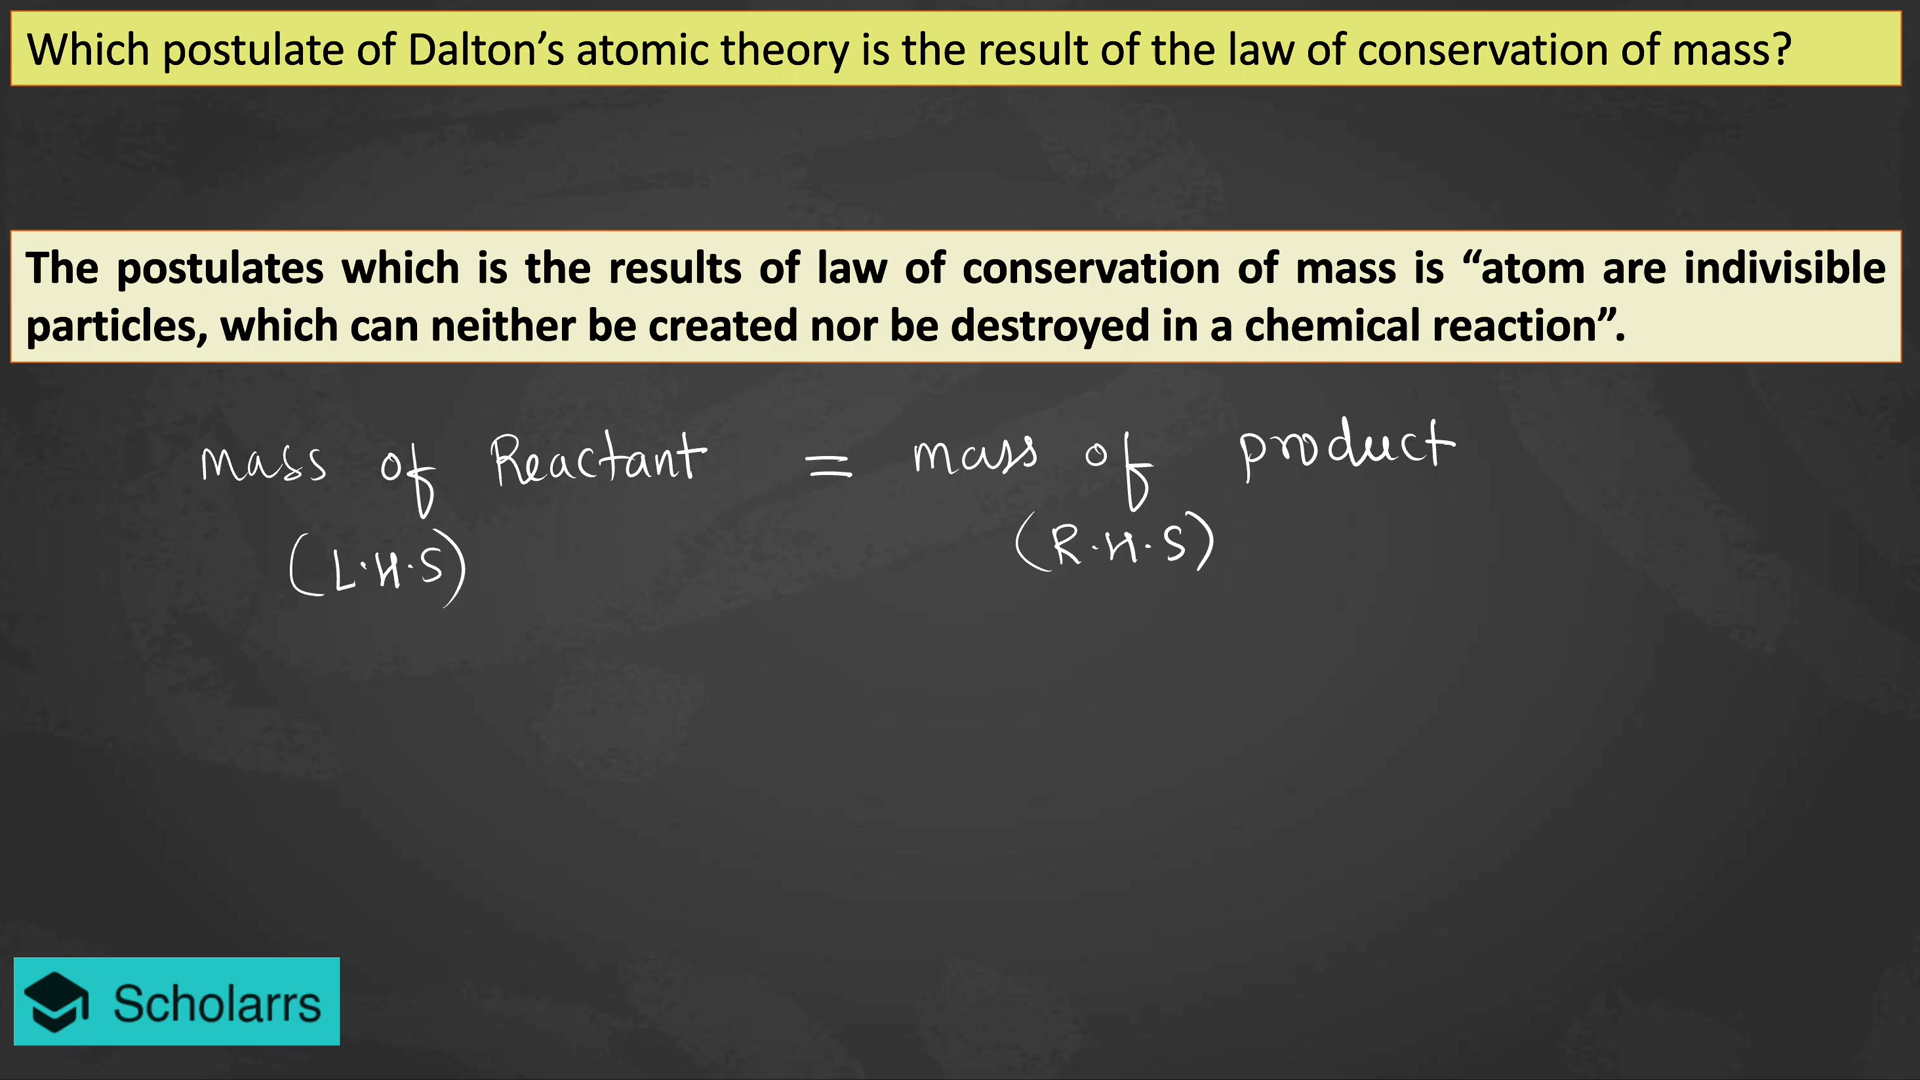 Which postulate of Dalton’s atomic theory is the result of the law of conservation of mass?
The postulates which is the results of law of conservation of mass is “atom are indivisible
particles, which can neither be created nor be destroyed in a chemical reaction”.
mass of Reactant = mass of product
(L.H.S) (R.H.S)
Scholarrs